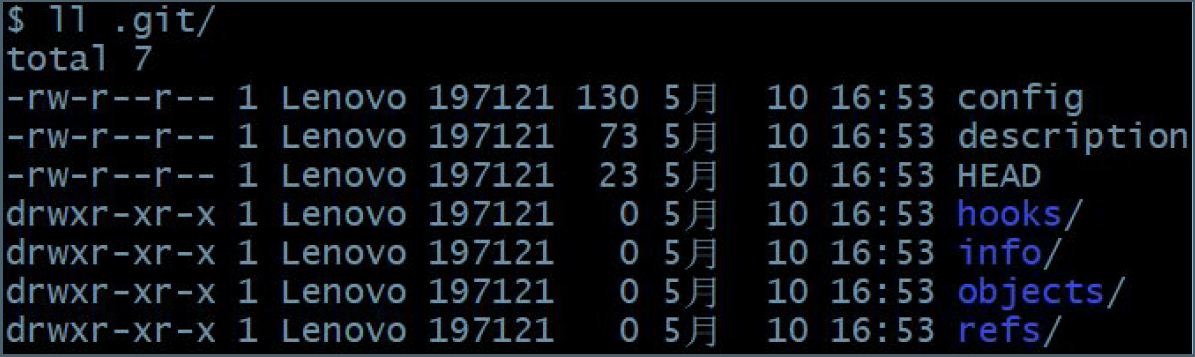 $ ll .git/
total 7
-rw-r--r-- 1 Lenovo 197121 130 5月  10 16:53 config
-rw-r--r-- 1 Lenovo 197121  73 5月  10 16:53 description
-rw-r--r-- 1 Lenovo 197121  23 5月  10 16:53 HEAD
drwxr-xr-x 1 Lenovo 197121   0 5月  10 16:53 hooks/
drwxr-xr-x 1 Lenovo 197121   0 5月  10 16:53 info/
drwxr-xr-x 1 Lenovo 197121   0 5月  10 16:53 objects/
drwxr-xr-x 1 Lenovo 197121   0 5月  10 16:53 refs/